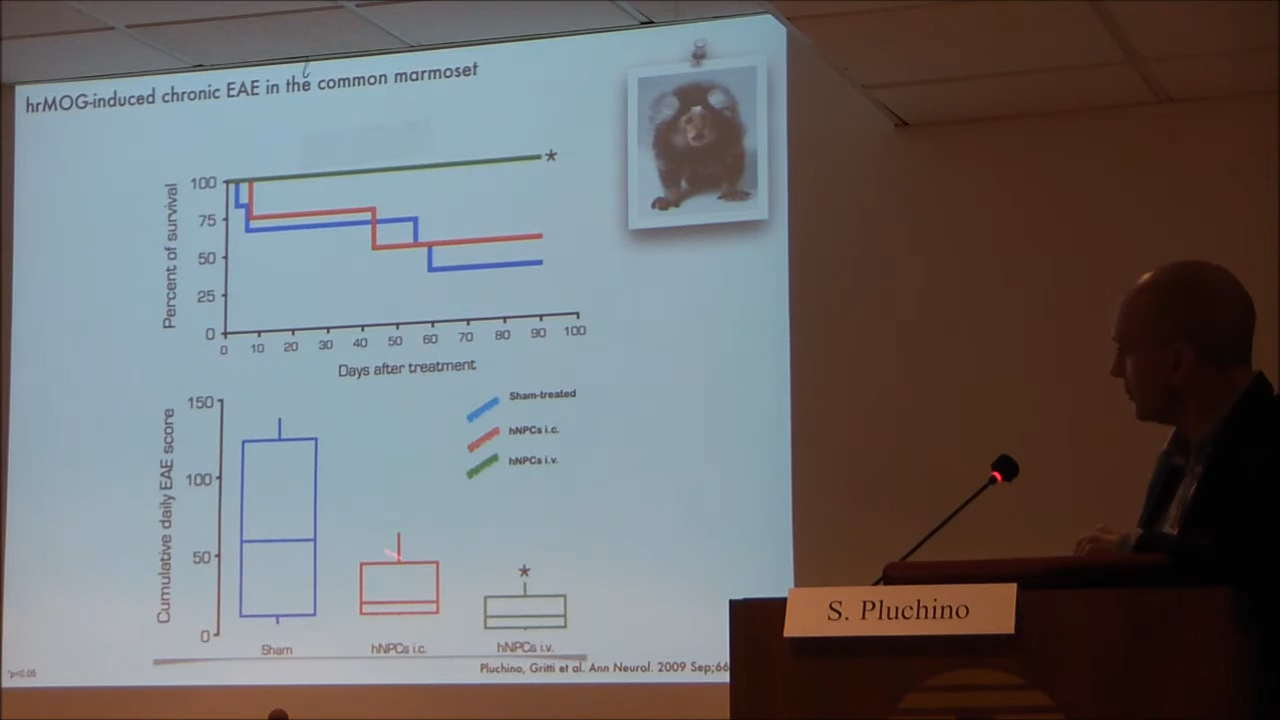 hrMOG-induced chronic EAE in the common marmoset
Percent of survival
100
75
50
25
0
0 10 20 30 40 50 60 70 80 90 100
Days after treatment
*
Cumulative daily EAE score
150
100
50
0
Sham-treated
hNPCs i.c.
hNPCs i.v.
*
Sham hNPCs i.c. hNPCs i.v.
*p<0.05
Pluchino, Gritti et al. Ann Neurol. 2009 Sep;66
S. Pluchino